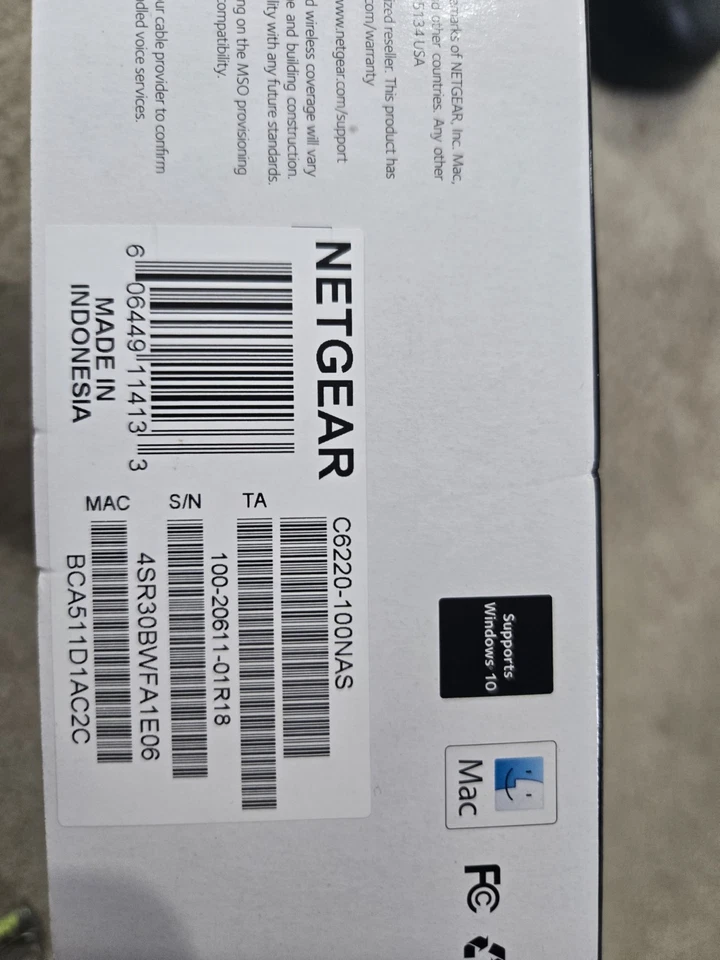 emarks of NETGEAR, Inc. Mac,
d other countries. Any other
5134 USA
ized reseller. This product has
com/warranty
www.netgear.com/support
d wireless coverage will vary
e and building construction.
lity with any future standards.
ng on the MSO provisioning
compatibility.
ur cable provider to confirm
dled voice services.
NETGEAR
6 06449 11413 3
MADE IN
INDONESIA
C6220-100NAS
TA
100-20611-01R18
S/N
4SR30BWFA1E06
MAC
BCA511D1AC2C
Supports
Windows 10
Mac
FC